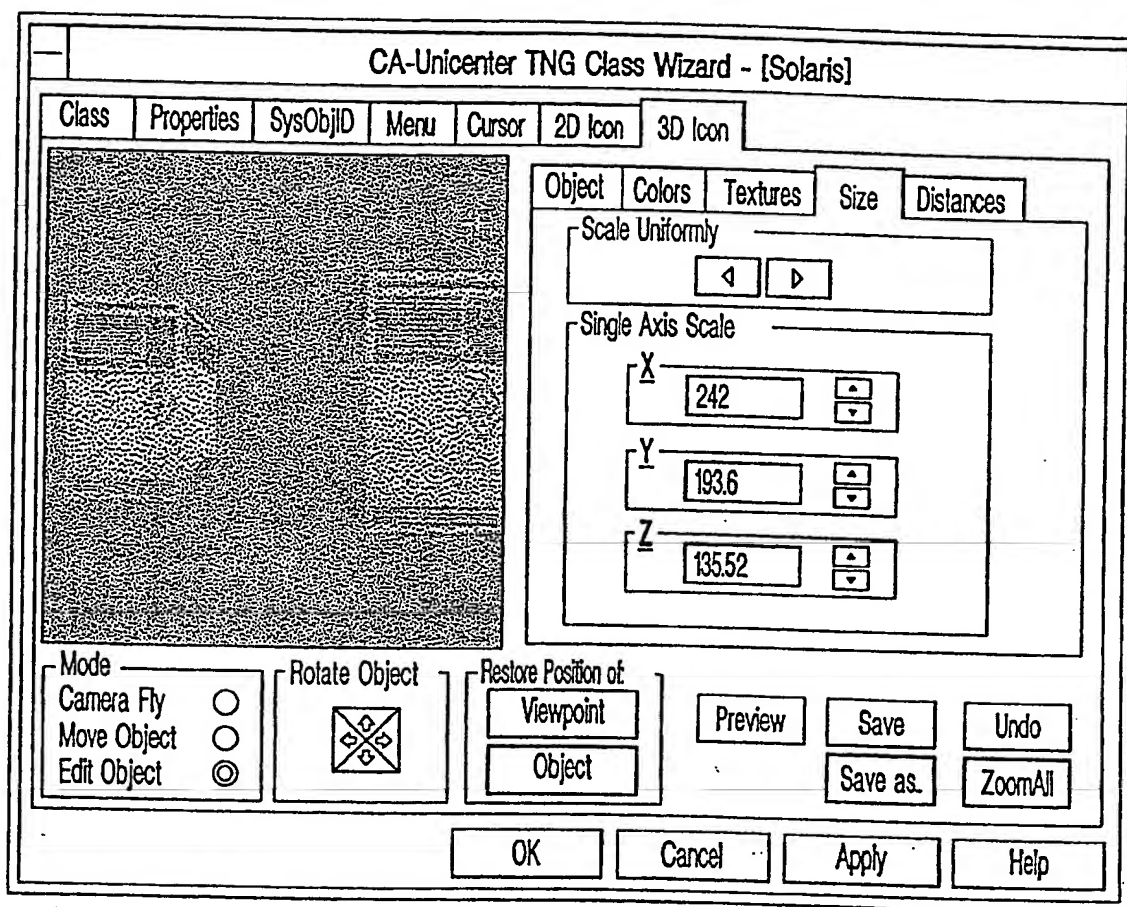 CA-Unicenter TNG Class Wizard - [Solaris]
Class Properties SysObjID Menu Cursor 2D Icon 3D Icon
Object Colors Textures Size Distances
Scale Uniformly
Single Axis Scale
X
242
Y
193.6
Z
135.52
Mode
Camera Fly
Move Object
Edit Object
Rotate Object
Restore Position of:
Viewpoint
Object
Preview Save Undo
Save as.. ZoomAll
OK Cancel Apply Help